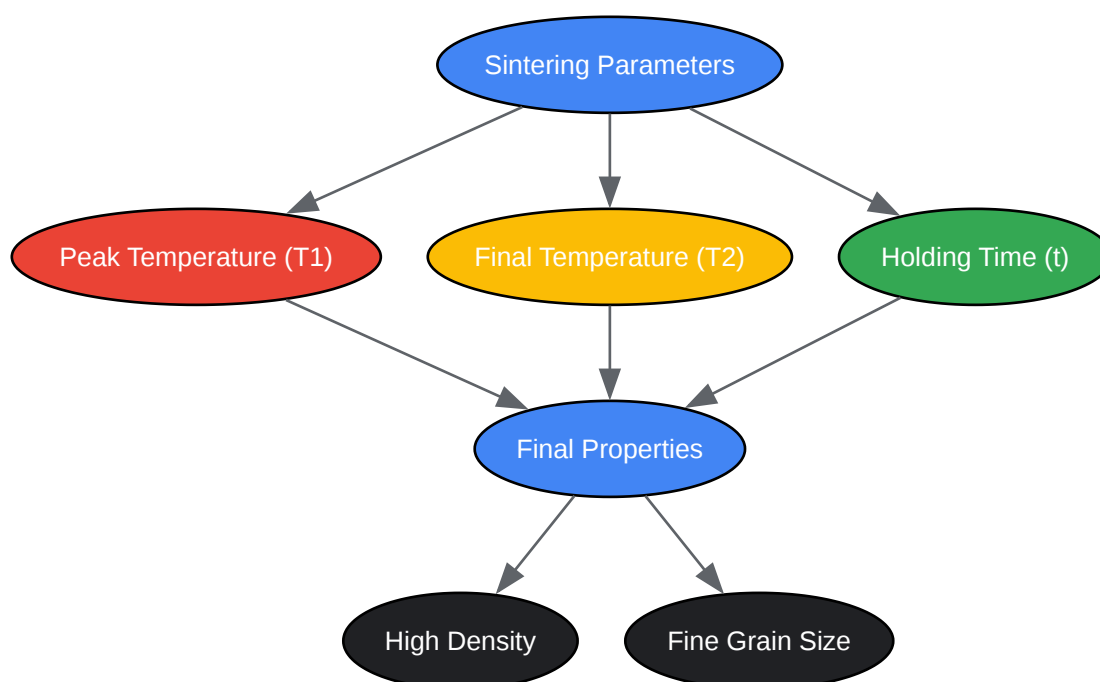 Sintering Parameters
Peak Temperature (T1)
Final Temperature (T2)
Holding Time (t)
Final Properties
High Density
Fine Grain Size